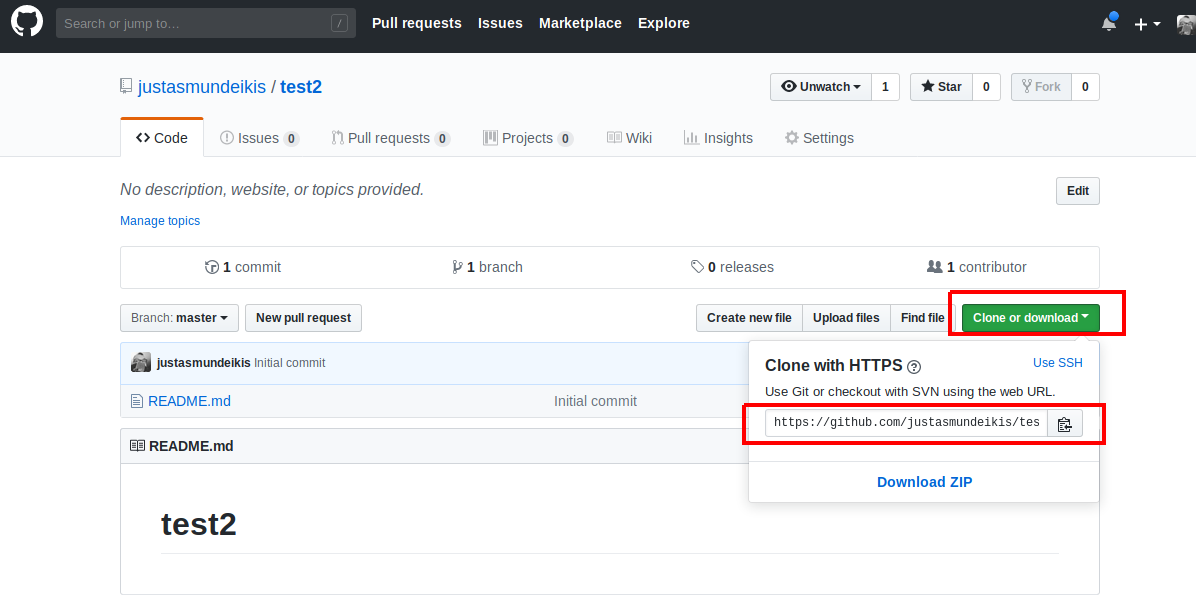 Search or jump to… /
Pull requests Issues Marketplace Explore
justasmundeikis / test2
Unwatch 1 Star 0 Fork 0
Code Issues 0 Pull requests 0 Projects 0 Wiki Insights Settings
No description, website, or topics provided.
Edit
Manage topics
1 commit 1 branch 0 releases 1 contributor
Branch: master New pull request Create new file Upload files Find file Clone or download
justasmundeikis Initial commit
README.md Initial commit
Clone with HTTPS ? Use SSH
Use Git or checkout with SVN using the web URL.
https://github.com/justasmundeikis/tes
Download ZIP
README.md
test2